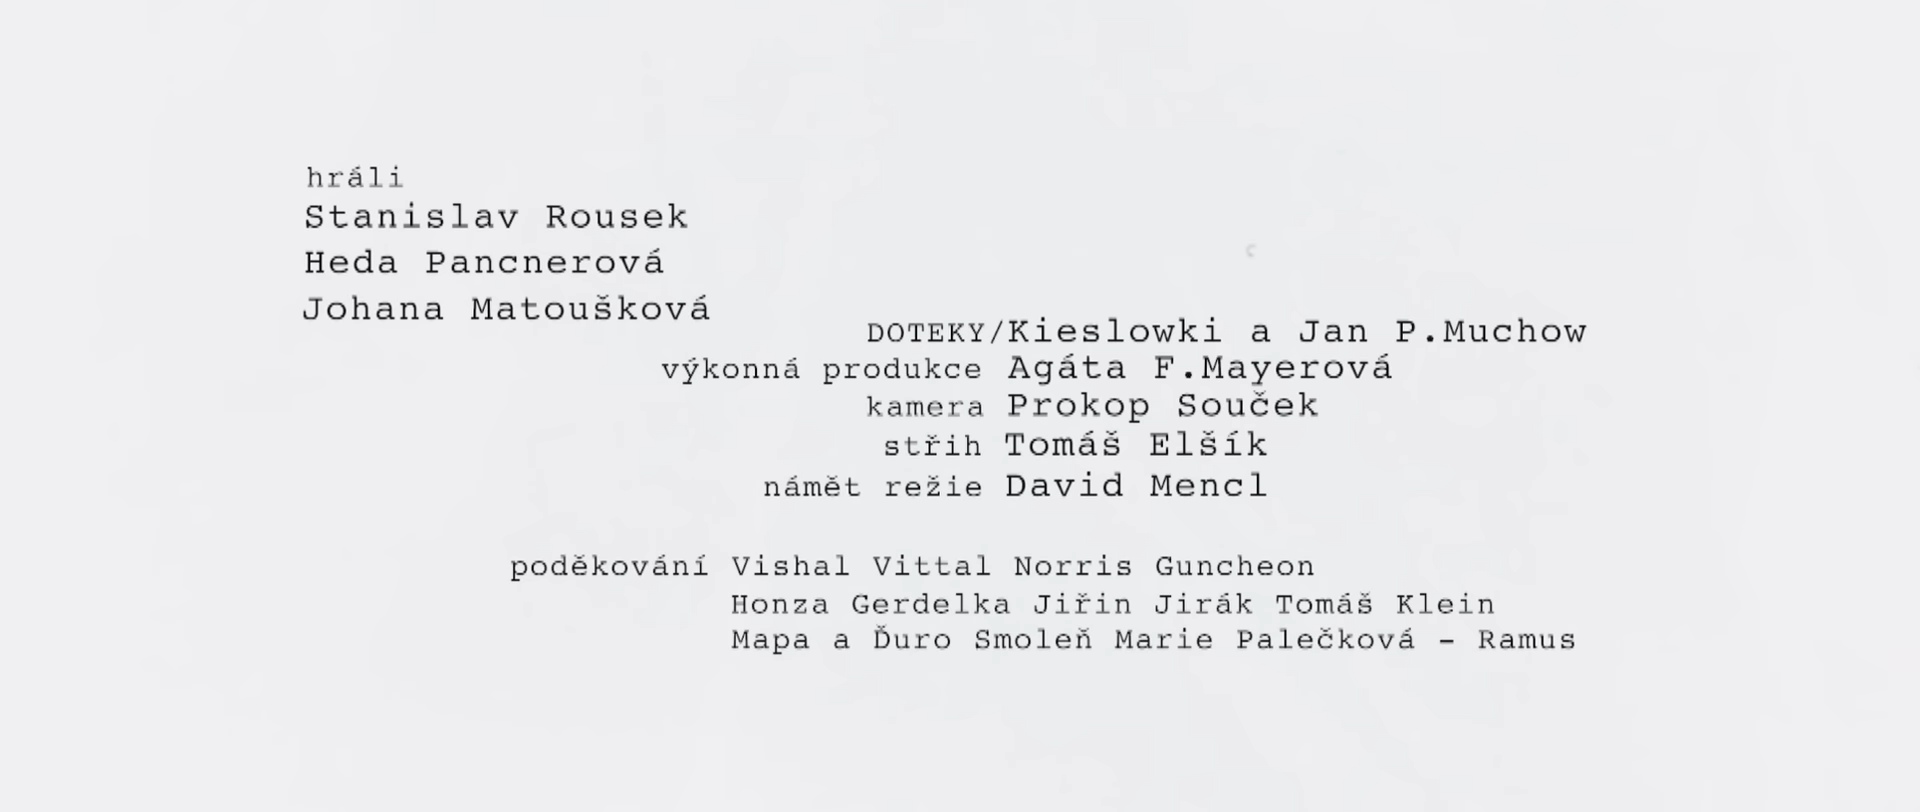 hráli
Stanislav Rousek
Heda Pancnerová
Johana Matoušková
DOTEKY/Kieslowki a Jan P.Muchow
výkonná produkce Agáta F.Mayerová
kamera Prokop Souček
střih Tomáš Elšík
námět režie David Mencl
poděkování Vishal Vittal Norris Guncheon
Honza Gerdelka Jiřin Jirák Tomáš Klein
Mapa a Ďuro Smoleň Marie Palečková - Ramus